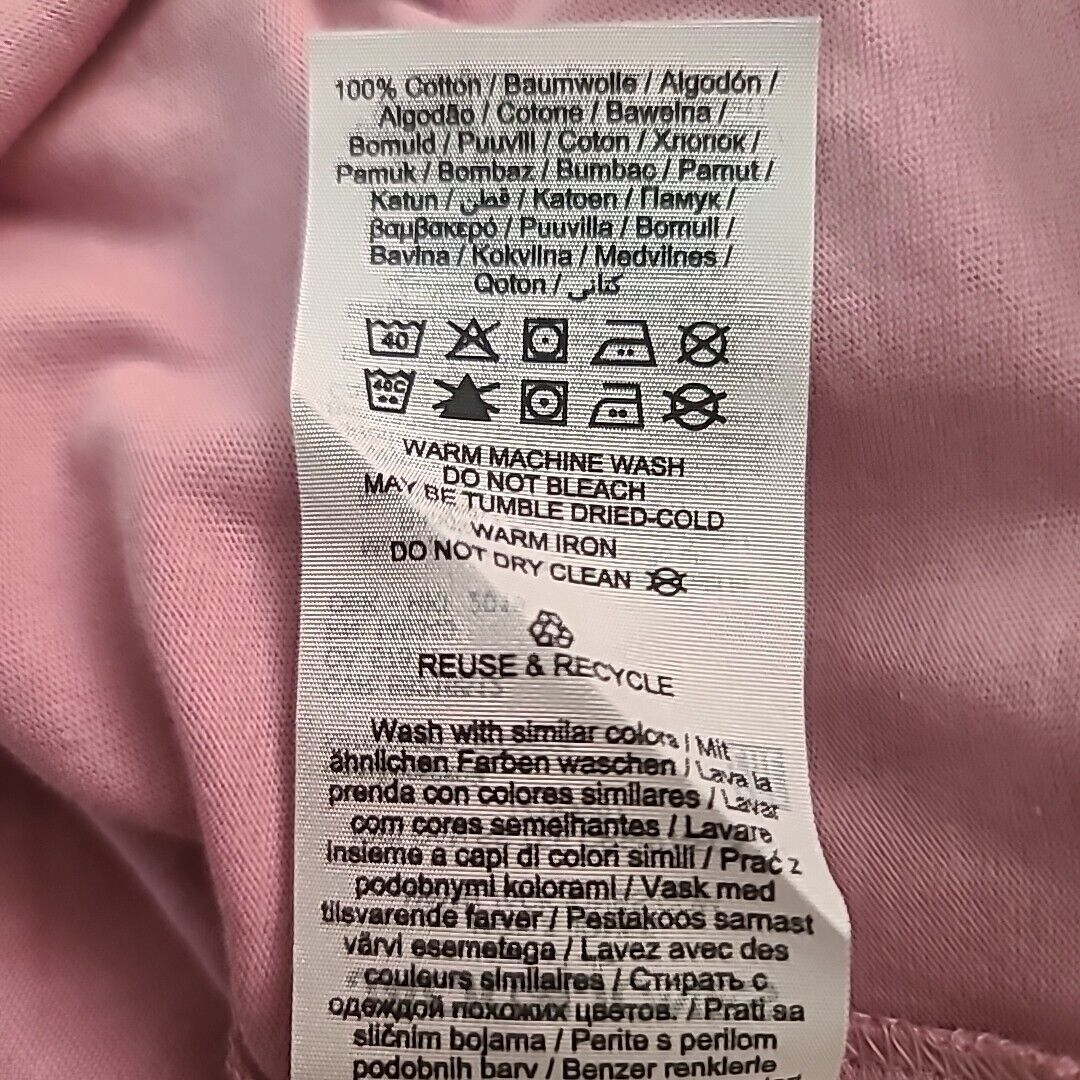 100% Cotton / Baumwolle / Algodón /
Algodão / Cotone / Bawełna /
Bomuld / Puuvill / Coton / Хлопок /
Pamuk / Bombaž / Bumbac / Pamut /
Katun / قطن / Katoen / Памук /
βαμβακερό / Puuvilla / Bomull /
Bavlna / Kokvilna / Medvilnės /
Qoton / كتاني
40
40C
WARM MACHINE WASH
DO NOT BLEACH
MAY BE TUMBLE DRIED-COLD
WARM IRON
DO NOT DRY CLEAN
REUSE & RECYCLE
Wash with similar colors / Mit
ähnlichen Farben waschen / Lava la
prenda con colores similares / Lavar
com cores semelhantes / Lavare
insieme a capi di colori simili / Prać z
podobnymi kolorami / Vask med
tilsvarende farver / Pestakoos samast
värvi esemetega / Lavez avec des
couleurs similaires / Стирать с
одеждой похожих цветов. / Prati sa
sličnim bojama / Perite s perilom
podobnih barv / Benzer renklerle